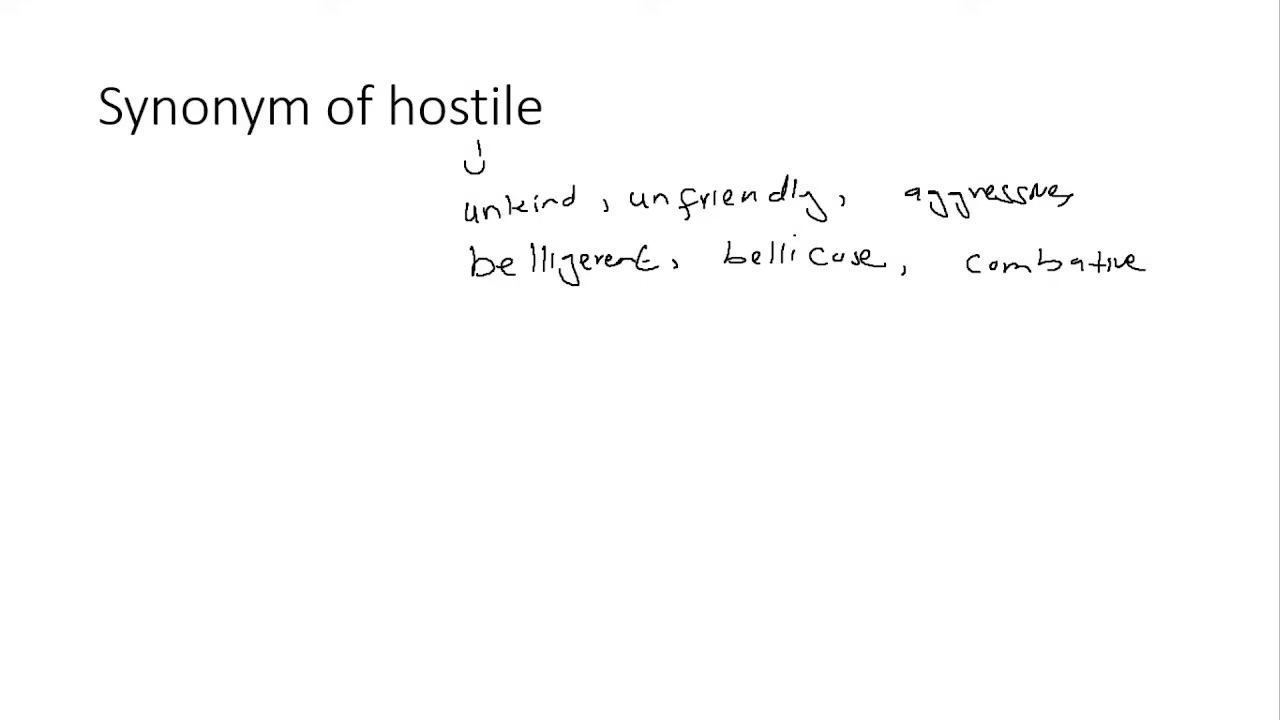 Synonym of hostile
unkind, unfriendly, aggressive,
belligerent, bellicose, combative